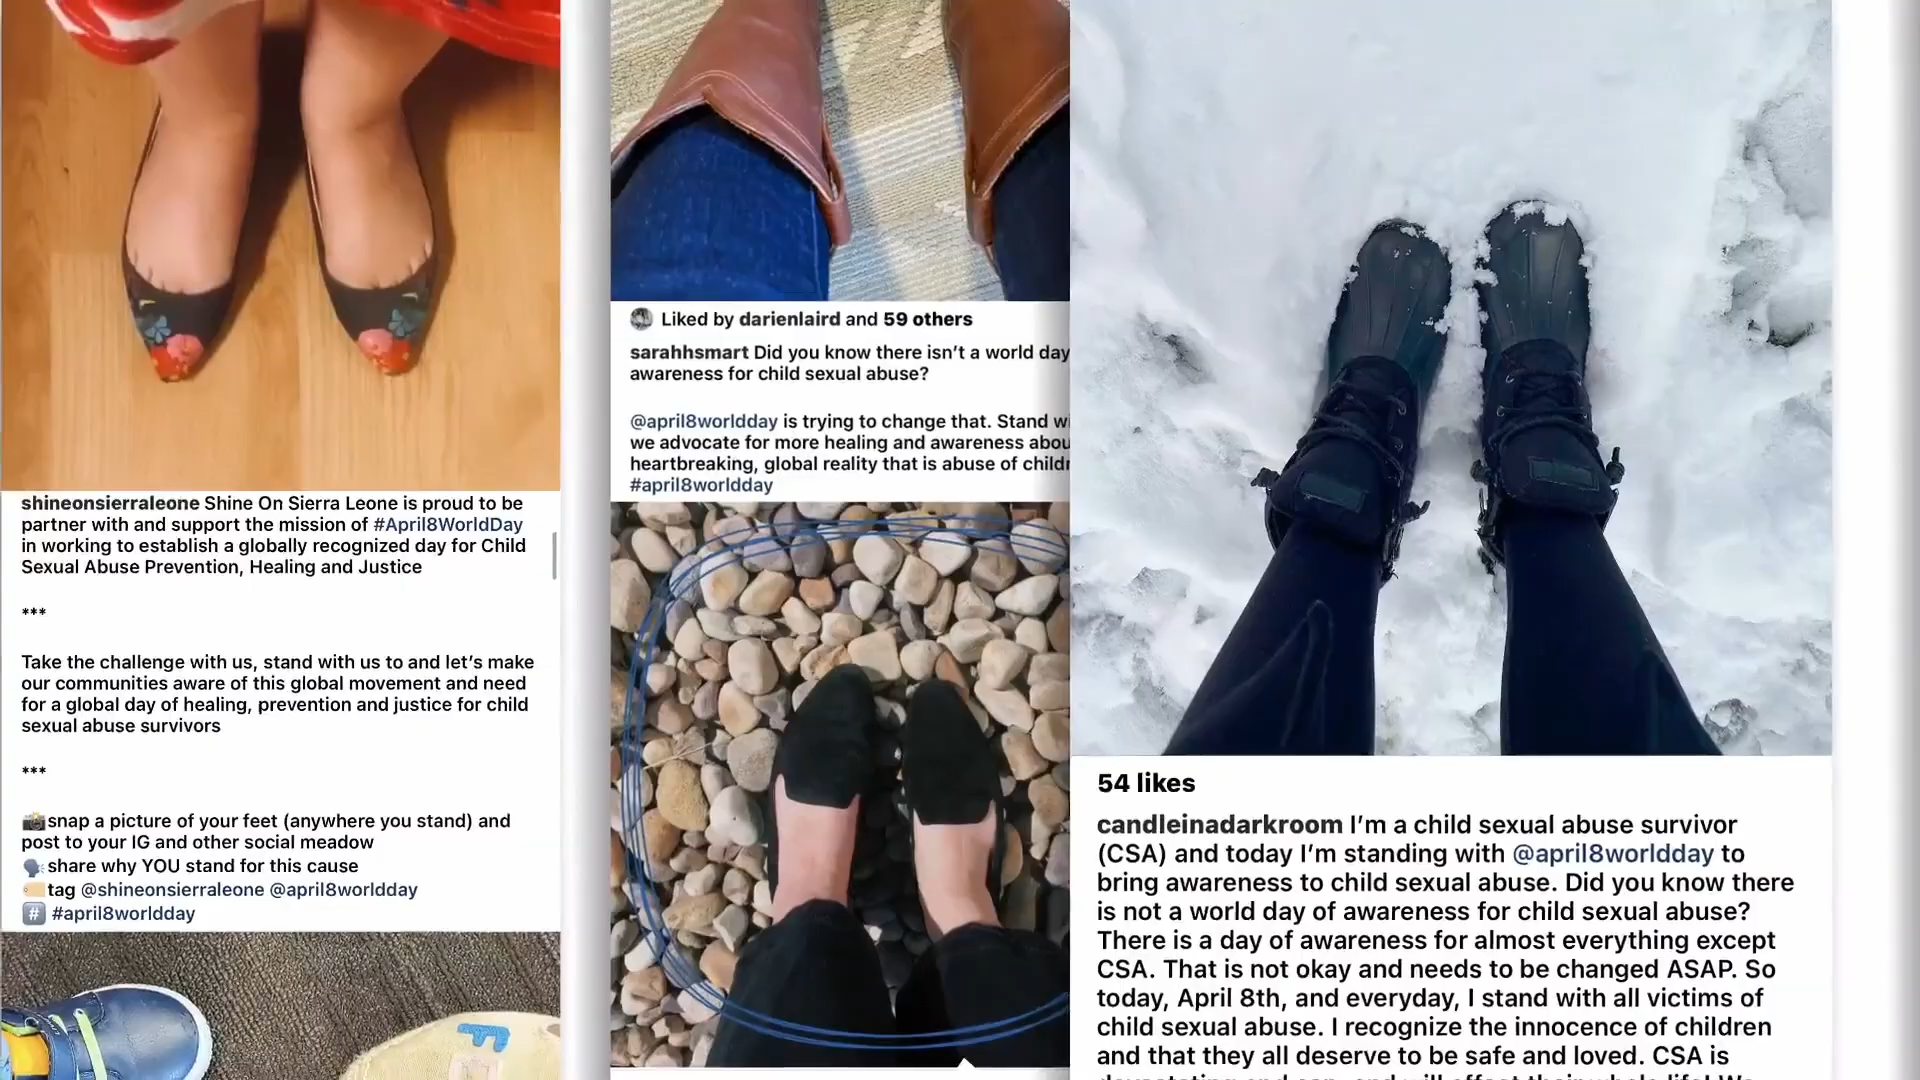 shineonsierraleone Shine On Sierra Leone is proud to be
partner with and support the mission of #April8WorldDay
in working to establish a globally recognized day for Child
Sexual Abuse Prevention, Healing and Justice
***
Take the challenge with us, stand with us to and let's make
our communities aware of this global movement and need
for a global day of healing, prevention and justice for child
sexual abuse survivors
***
📸snap a picture of your feet (anywhere you stand) and
post to your IG and other social meadow
🗣️share why YOU stand for this cause
🏷️tag @shineonsierraleone @april8worldday
#️⃣ #april8worldday
Liked by darienlaird and 59 others
sarahhsmart Did you know there isn't a world day
awareness for child sexual abuse?
@april8worldday is trying to change that. Stand
we advocate for more healing and awareness
heartbreaking, global reality that is abuse of
#april8worldday
54 likes
candleinadarkroom I'm a child sexual abuse survivor
(CSA) and today I'm standing with @april8worldday to
bring awareness to child sexual abuse. Did you know there
is not a world day of awareness for child sexual abuse?
There is a day of awareness for almost everything except
CSA. That is not okay and needs to be changed ASAP. So
today, April 8th, and everyday, I stand with all victims of
child sexual abuse. I recognize the innocence of children
and that they all deserve to be safe and loved. CSA is